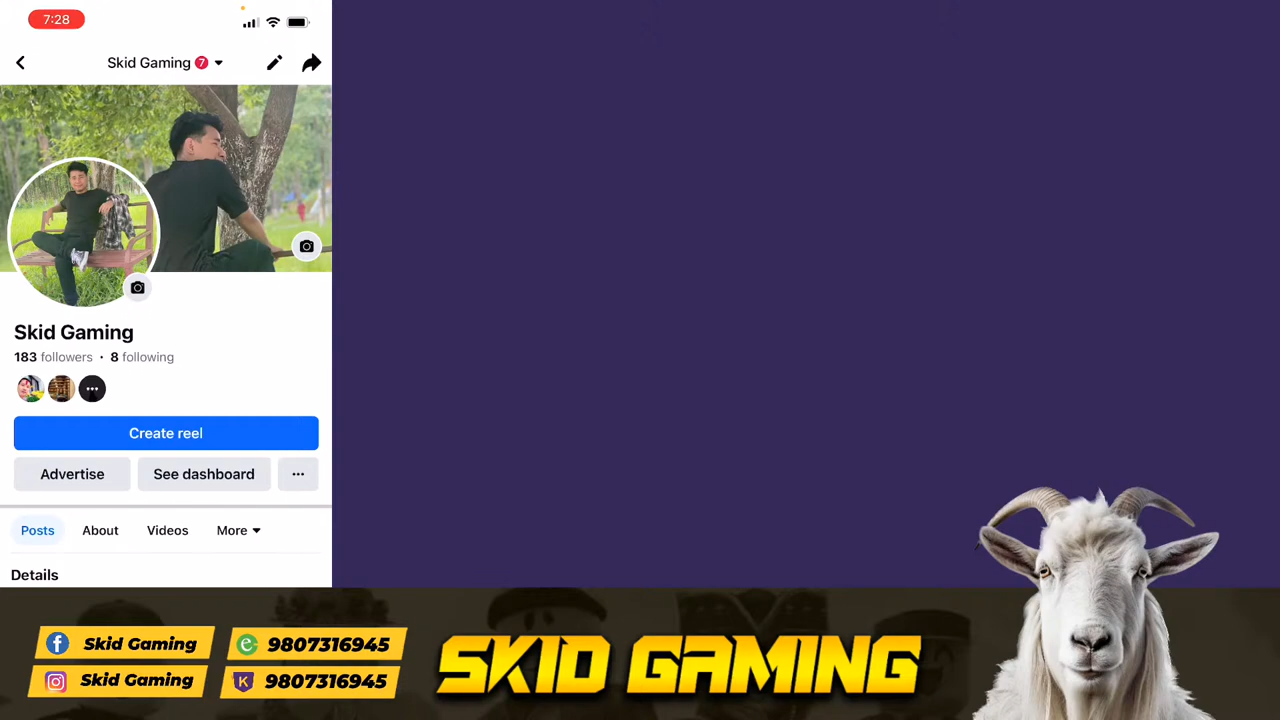 7:28
Skid Gaming 7
Skid Gaming
183 followers • 8 following
Create reel
Advertise
See dashboard
Posts
About
Videos
More
Details
Skid Gaming
9807316945
Skid Gaming
9807316945
SKID GAMING